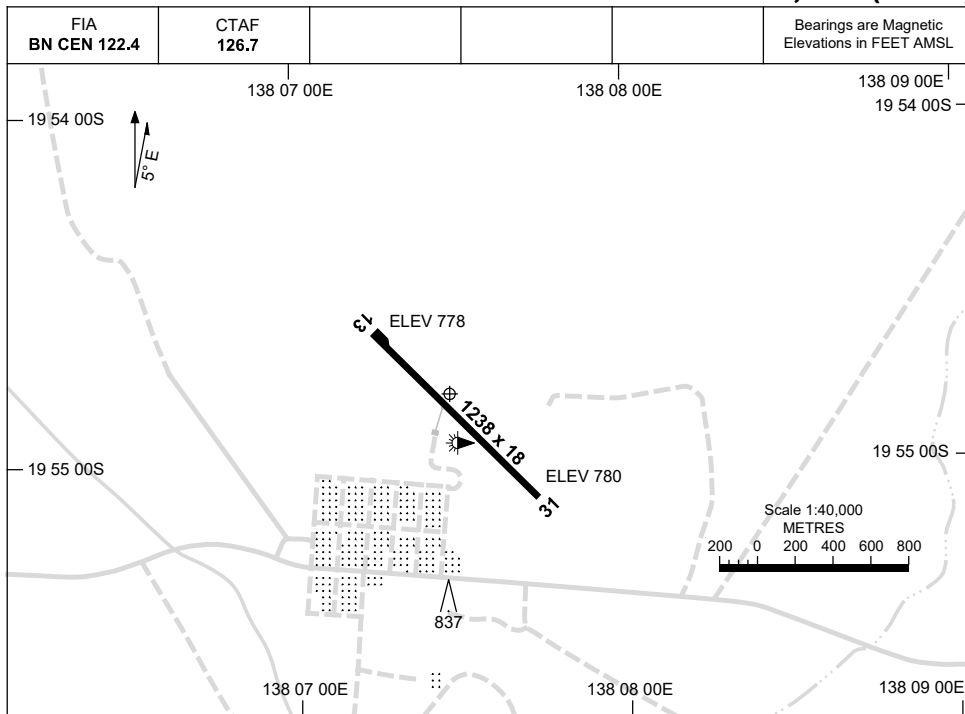 FIA
BN CEN 122.4
CTAF
126.7
Bearings are Magnetic
Elevations in FEET AMSL
138 07 00E
138 08 00E
138 09 00E
19 54 00S
19 54 00S
5° E
13
ELEV 778
1238 x 18
19 55 00S
19 55 00S
ELEV 780
31
Scale 1:40,000
METRES
200 0 200 400 600 800
837
138 07 00E
138 08 00E
138 09 00E